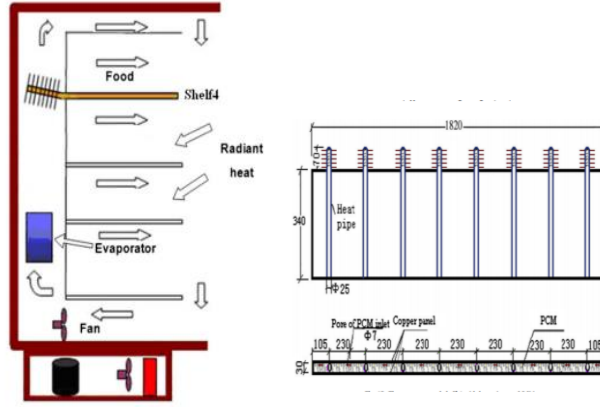 Food
Shelf4
Radiant
heat
Evaporator
Fan
1820
70
340
Heat
pipe
Φ25
Pore of PCM inlet
Φ7
Copper panel
PCM
105 230 230 230 230 230 230 230 105
30